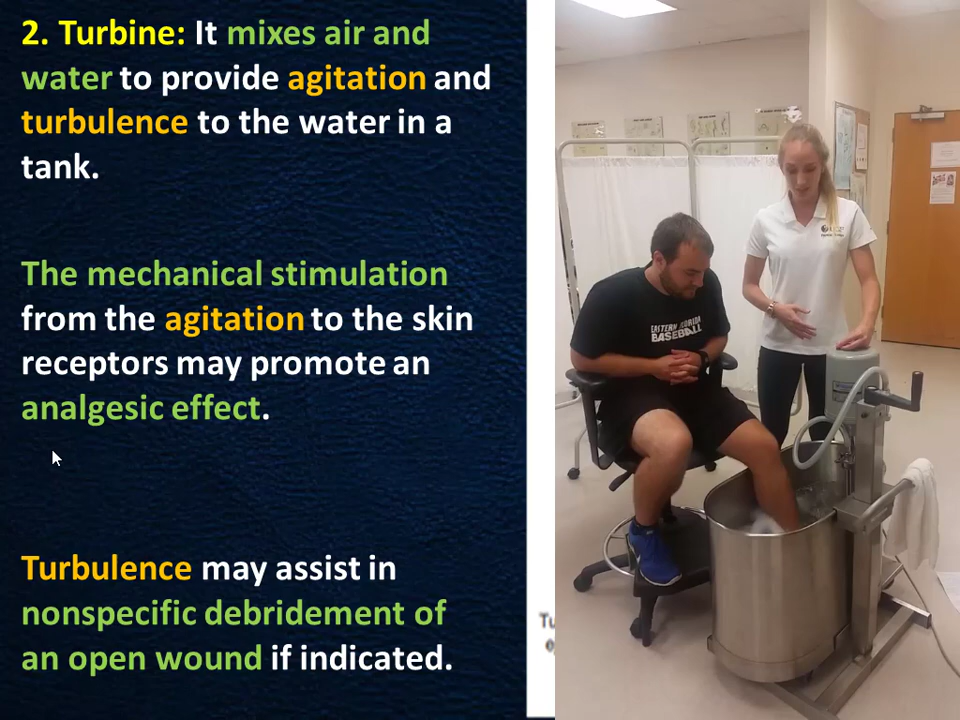 2. Turbine: It mixes air and
water to provide agitation and
turbulence to the water in a
tank.
The mechanical stimulation
from the agitation to the skin
receptors may promote an
analgesic effect.
Turbulence may assist in
nonspecific debridement of
an open wound if indicated.
EASTERN FLORIDA
BASEBALL